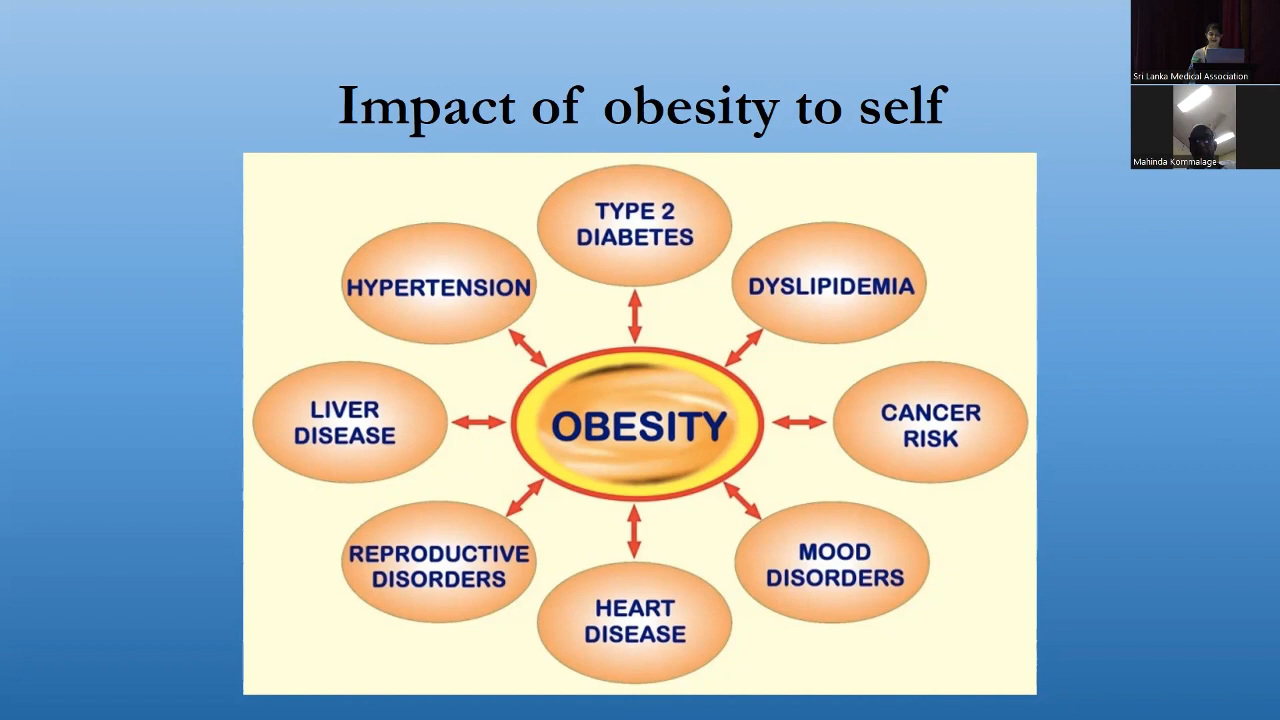 Impact of obesity to self
Sri Lanka Medical Association
Mahinda Kommalage
TYPE 2
DIABETES
HYPERTENSION
DYSLIPIDEMIA
LIVER
DISEASE
OBESITY
CANCER
RISK
REPRODUCTIVE
DISORDERS
MOOD
DISORDERS
HEART
DISEASE